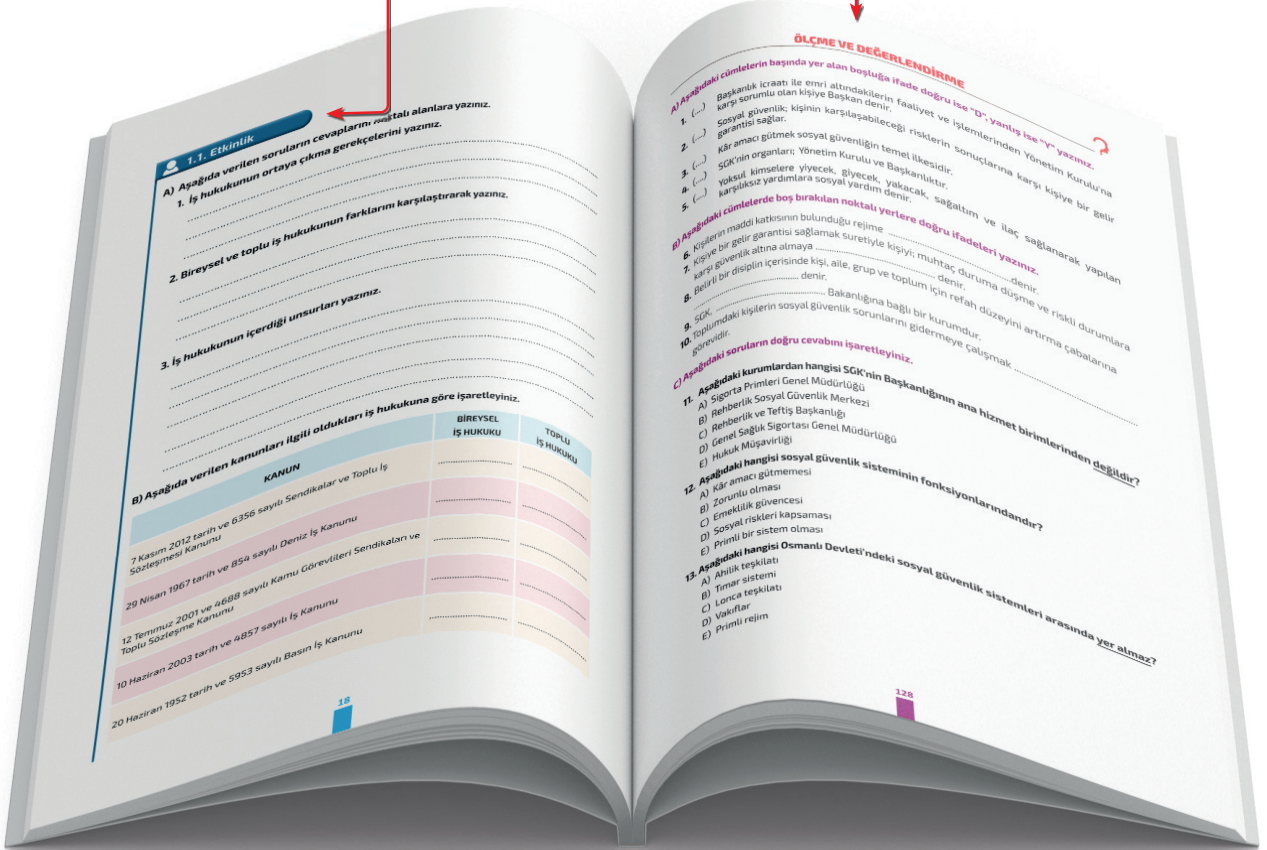 1.1. Etkinlik
A) Aşağıda verilen soruların cevaplarını noktalı alanlara yazınız.
1. İş hukukunun ortaya çıkma gerekçelerini yazınız.
2. Bireysel ve toplu iş hukukunun farklarını karşılaştırarak yazınız.
3. İş hukukunun içerdiği unsurları yazınız.
B) Aşağıda verilen kanunları ilgili oldukları iş hukukuna göre işaretleyiniz.
KANUN
BİREYSEL
İŞ HUKUKU
TOPLU
İŞ HUKUKU
7 Kasım 2012 tarih ve 6356 sayılı Sendikalar ve Toplu İş
Sözleşmesi Kanunu
29 Nisan 1967 tarih ve 854 sayılı Deniz İş Kanunu
12 Temmuz 2001 ve 4688 sayılı Kamu Görevlileri Sendikaları ve
Toplu Sözleşme Kanunu
10 Haziran 2003 tarih ve 4857 sayılı İş Kanunu
20 Haziran 1952 tarih ve 5953 sayılı Basın İş Kanunu
18
ÖLÇME VE DEĞERLENDİRME
A) Aşağıdaki cümlelerin başında yer alan boşluğa ifade doğru ise "D", yanlış ise "Y" yazınız.
1. (...) Başkanlık icraatı ile emri altındakilerin faaliyet ve işlemlerinden Yönetim Kurulu'na
karşı sorumlu olan kişiye Başkan denir.
2. (...) Sosyal güvenlik; kişinin karşılaşabileceği risklerin sonuçlarına karşı kişiye bir gelir
garantisi sağlar.
3. (...) Kâr amacı gütmek sosyal güvenliğin temel ilkesidir.
4. (...) SGK'nin organları; Yönetim Kurulu ve Başkanlıktır.
5. (...) Yoksul kimselere yiyecek, giyecek, yakacak, sağaltım ve ilaç sağlanarak yapılan
karşılıksız yardımlara sosyal yardım denir.
B) Aşağıdaki cümlelerde boş bırakılan noktalı yerlere doğru ifadeleri yazınız.
6. Kişilerin maddi katkısının bulunduğu rejime ........................ denir.
7. Kişiye bir gelir garantisi sağlamak suretiyle kişiyi; muhtaç duruma düşme ve riskli durumlara
karşı güvenlik altına almaya ........................ denir.
8. Belirli bir disiplin içerisinde kişi, aile, grup ve toplum için refah düzeyini artırma çabalarına
........................ denir.
9. SGK, ........................ Bakanlığına bağlı bir kurumdur.
10. Toplumdaki kişilerin sosyal güvenlik sorunlarını gidermeye çalışmak ........................
görevidir.
C) Aşağıdaki soruların doğru cevabını işaretleyiniz.
11. Aşağıdaki kurumlardan hangisi SGK'nin Başkanlığının ana hizmet birimlerinden değildir?
A) Sigorta Primleri Genel Müdürlüğü
B) Rehberlik Sosyal Güvenlik Merkezi
C) Rehberlik ve Teftiş Başkanlığı
D) Genel Sağlık Sigortası Genel Müdürlüğü
E) Hukuk Müşavirliği
12. Aşağıdaki hangisi sosyal güvenlik sisteminin fonksiyonlarındandır?
A) Kâr amacı gütmemesi
B) Zorunlu olması
C) Emeklilik güvencesi
D) Sosyal riskleri kapsaması
E) Primli bir sistem olması
13. Aşağıdaki hangisi Osmanlı Devleti'ndeki sosyal güvenlik sistemleri arasında yer almaz?
A) Ahilik teşkilatı
B) Tımar sistemi
C) Lonca teşkilatı
D) Vakıflar
E) Primli rejim
128